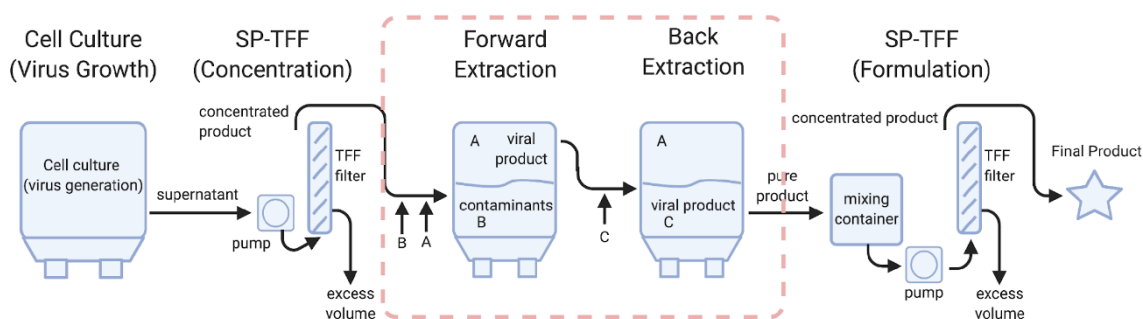 Cell Culture
(Virus Growth)
SP-TFF
(Concentration)
Forward
Extraction
Back
Extraction
SP-TFF
(Formulation)
concentrated
product
Cell culture
(virus generation)
supernatant
pump
TFF
filter
excess
volume
B
A
A
viral
product
contaminants
B
C
A
viral product
C
pure
product
mixing
container
pump
concentrated product
TFF
filter
excess
volume
Final Product